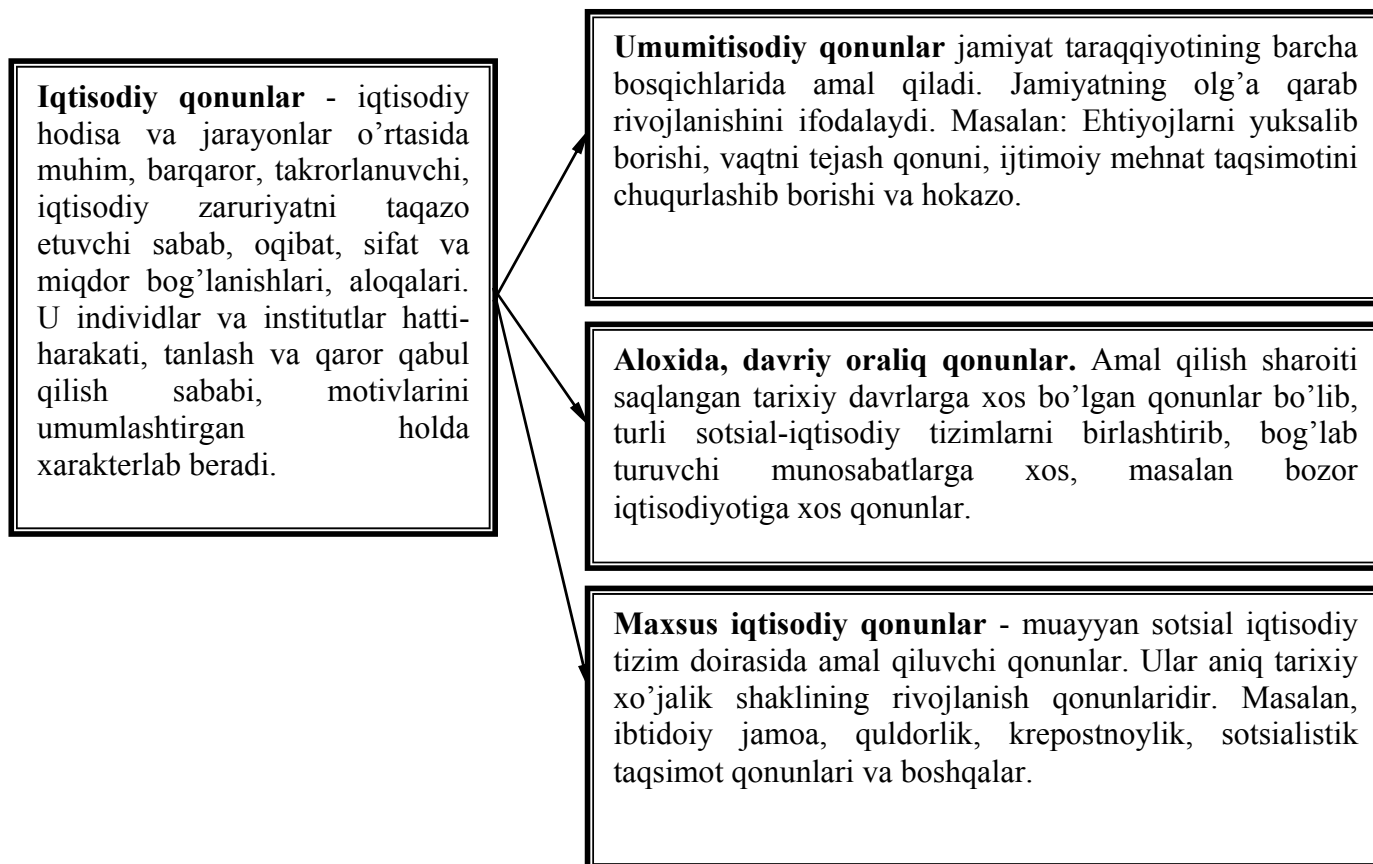 Iqtisodiy qonunlar - iqtisodiy
hodisa va jarayonlar o’rtasida
muhim, barqaror, takrorlanuvchi,
iqtisodiy zaruriyatni taqazo
etuvchi sabab, oqibat, sifat va
miqdor bog’lanishlari, aloqalari.
U individlar va institutlar hatti-
harakati, tanlash va qaror qabul
qilish sababi, motivlarini
umumlashtirgan holda
xarakterlab beradi.
Umumitisodiy qonunlar jamiyat taraqqiyotining barcha
bosqichlarida amal qiladi. Jamiyatning olg’a qarab
rivojlanishini ifodalaydi. Masalan: Ehtiyojlarni yuksalib
borishi, vaqtni tejash qonuni, ijtimoiy mehnat taqsimotini
chuqurlashib borishi va hokazo.
Aloxida, davriy oraliq qonunlar. Amal qilish sharoiti
saqlangan tarixiy davrlarga xos bo’lgan qonunlar bo’lib,
turli sotsial-iqtisodiy tizimlarni birlashtirib, bog’lab
turuvchi munosabatlarga xos, masalan bozor
iqtisodiyotiga xos qonunlar.
Maxsus iqtisodiy qonunlar - muayyan sotsial iqtisodiy
tizim doirasida amal qiluvchi qonunlar. Ular aniq tarixiy
xo’jalik shaklining rivojlanish qonunlaridir. Masalan,
ibtidoiy jamoa, quldorlik, krepostnoylik, sotsialistik
taqsimot qonunlari va boshqalar.